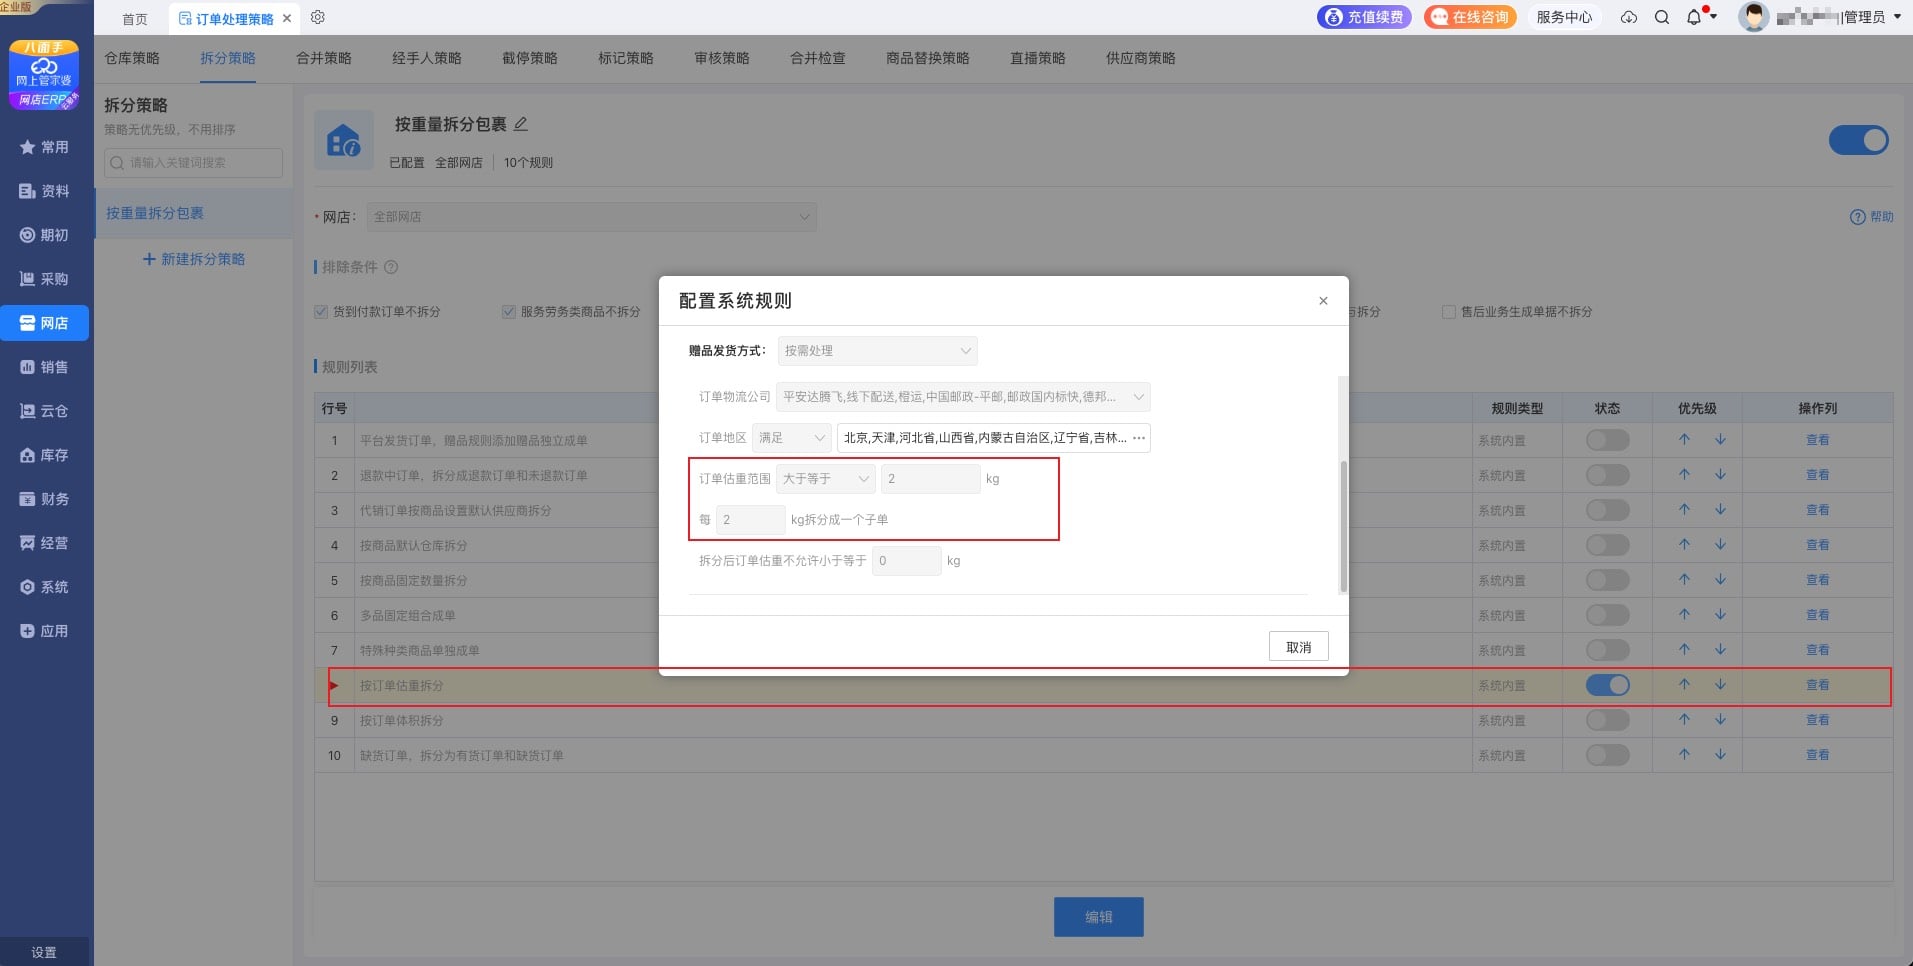 企业版
首页
订单处理策略
充值续费
在线咨询
服务中心
|管理员
八面手
网上管家婆
网店ERP
云服务
常用
资料
期初
采购
网店
销售
云仓
库存
财务
经营
系统
应用
设置
仓库策略
拆分策略
合并策略
经手人策略
截停策略
标记策略
审核策略
合并检查
商品替换策略
直播策略
供应商策略
拆分策略
策略无优先级，不用排序
请输入关键词搜索
按重量拆分包裹
新建拆分策略
按重量拆分包裹
已配置 全部网店 10个规则
* 网店： 全部网店
帮助
排除条件
货到付款订单不拆分
服务劳务类商品不拆分
拆分
售后业务生成单据不拆分
规则列表
行号 规则类型 状态 优先级 操作列
1 平台发货订单，赠品规则添加赠品独立成单 系统内置 查看
2 退款中订单，拆分成退款订单和未退款订单 系统内置 查看
3 代销订单按商品设置默认供应商拆分 系统内置 查看
4 按商品默认仓库拆分 系统内置 查看
5 按商品固定数量拆分 系统内置 查看
6 多品固定组合成单 系统内置 查看
7 特殊种类商品单独成单 系统内置 查看
按订单估重拆分 系统内置 查看
9 按订单体积拆分 系统内置 查看
10 缺货订单，拆分为有货订单和缺货订单 系统内置 查看
编辑
配置系统规则
赠品发货方式： 按需处理
订单物流公司 平安达腾飞,线下配送,橙运,中国邮政-平邮,邮政国内标快,德邦...
订单地区 满足 北京,天津,河北省,山西省,内蒙古自治区,辽宁省,吉林... ···
订单估重范围 大于等于 2 kg
每 2 kg拆分成一个子单
拆分后订单估重不允许小于等于 0 kg
取消